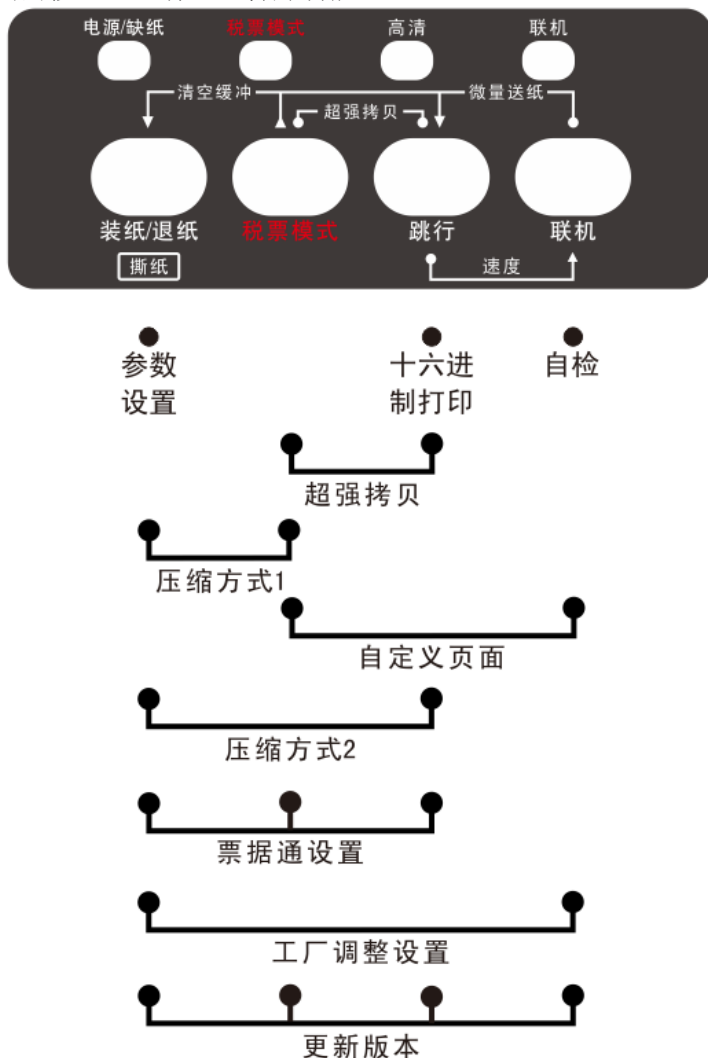 电源/缺纸 税票模式 高清 联机
清空缓冲 微量送纸
超强拷贝
装纸/退纸 税票模式 跳行 联机
撕纸 速度
参数 十六进 自检
设置 制打印
超强拷贝
压缩方式1
自定义页面
压缩方式2
票据通设置
工厂调整设置
更新版本